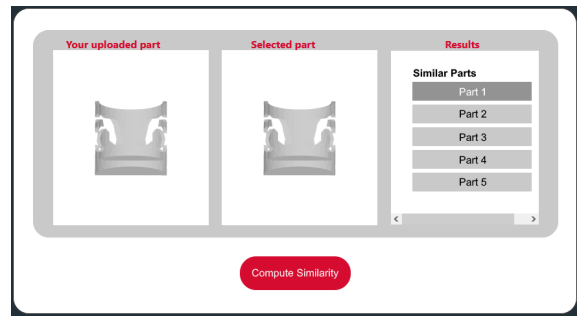 Your uploaded part
Selected part
Results
Similar Parts
Part 1
Part 2
Part 3
Part 4
Part 5
Compute Similarity